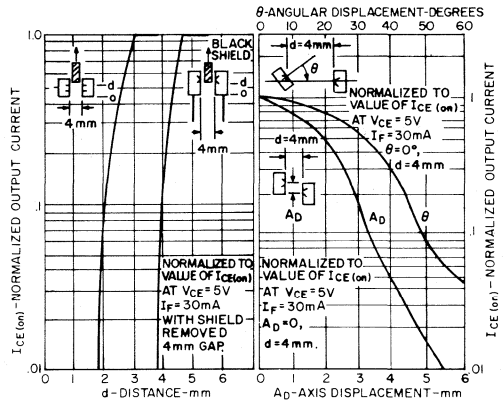 θ-ANGULAR DISPLACEMENT-DEGREES
0 10 20 30 40 50 60
1.0
BLACK
SHIELD
d
o
d
o
4mm
4mm
.1
.01
ICE(on)-NORMALIZED OUTPUT CURRENT
NORMALIZED TO
VALUE OF ICE(on)
AT VCE=5V
IF=30mA
WITH SHIELD
REMOVED
4mm GAP.
0 1 2 3 4 5 6
d-DISTANCE-mm
d=4mm
θ
NORMALIZED TO
VALUE OF ICE(on)
AT VCE=5V
IF=30mA
θ=0°,
d=4mm
d=4mm
AD
AD
θ
NORMALIZED TO
VALUE OF ICE(on)
AT VCE=5V
IF=30mA
AD=0,
d=4mm.
1
.1
.01
ICE(on)-NORMALIZED OUTPUT CURRENT
0 1 2 3 4 5 6
AD-AXIS DISPLACEMENT-mm